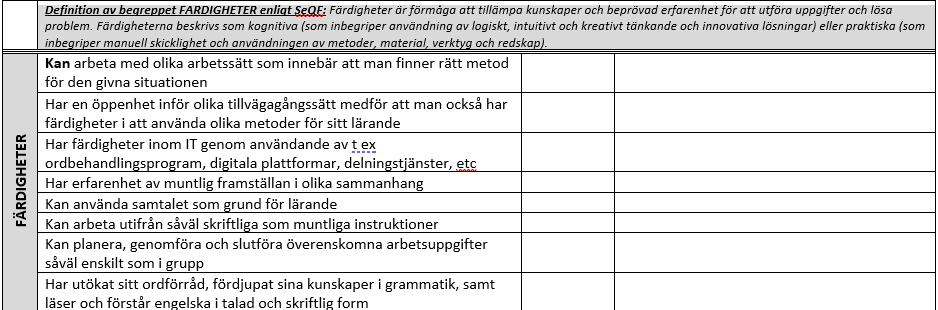 Definition av begreppet FÄRDIGHETER enligt SeQF: Färdigheter är förmåga att tillämpa kunskaper och beprövad erfarenhet för att utföra uppgifter och lösa
problem. Färdigheterna beskrivs som kognitiva (som inbegriper användning av logiskt, intuitivt och kreativt tänkande och innovativa lösningar) eller praktiska (som
inbegriper manuell skicklighet och användningen av metoder, material, verktyg och redskap).
FÄRDIGHETER
Kan arbeta med olika arbetssätt som innebär att man finner rätt metod
för den givna situationen
Har en öppenhet inför olika tillvägagångssätt medför att man också har
färdigheter i att använda olika metoder för sitt lärande
Har färdigheter inom IT genom användande av t ex
ordbehandlingsprogram, digitala plattformar, delningstjänster, etc
Har erfarenhet av muntlig framställan i olika sammanhang
Kan använda samtalet som grund för lärande
Kan arbeta utifrån såväl skriftliga som muntliga instruktioner
Kan planera, genomföra och slutföra överenskomna arbetsuppgifter
såväl enskilt som i grupp
Har utökat sitt ordförråd, fördjupat sina kunskaper i grammatik, samt
läser och förstår engelska i talad och skriftlig form